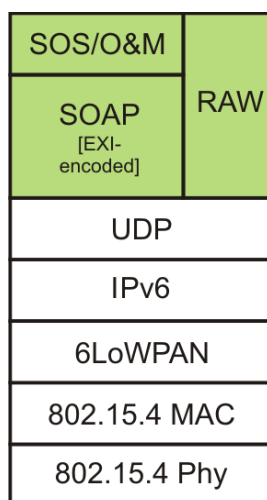 SOS/O&M
RAW
SOAP
[EXI-
encoded]
UDP
IPv6
6LoWPAN
802.15.4 MAC
802.15.4 Phy